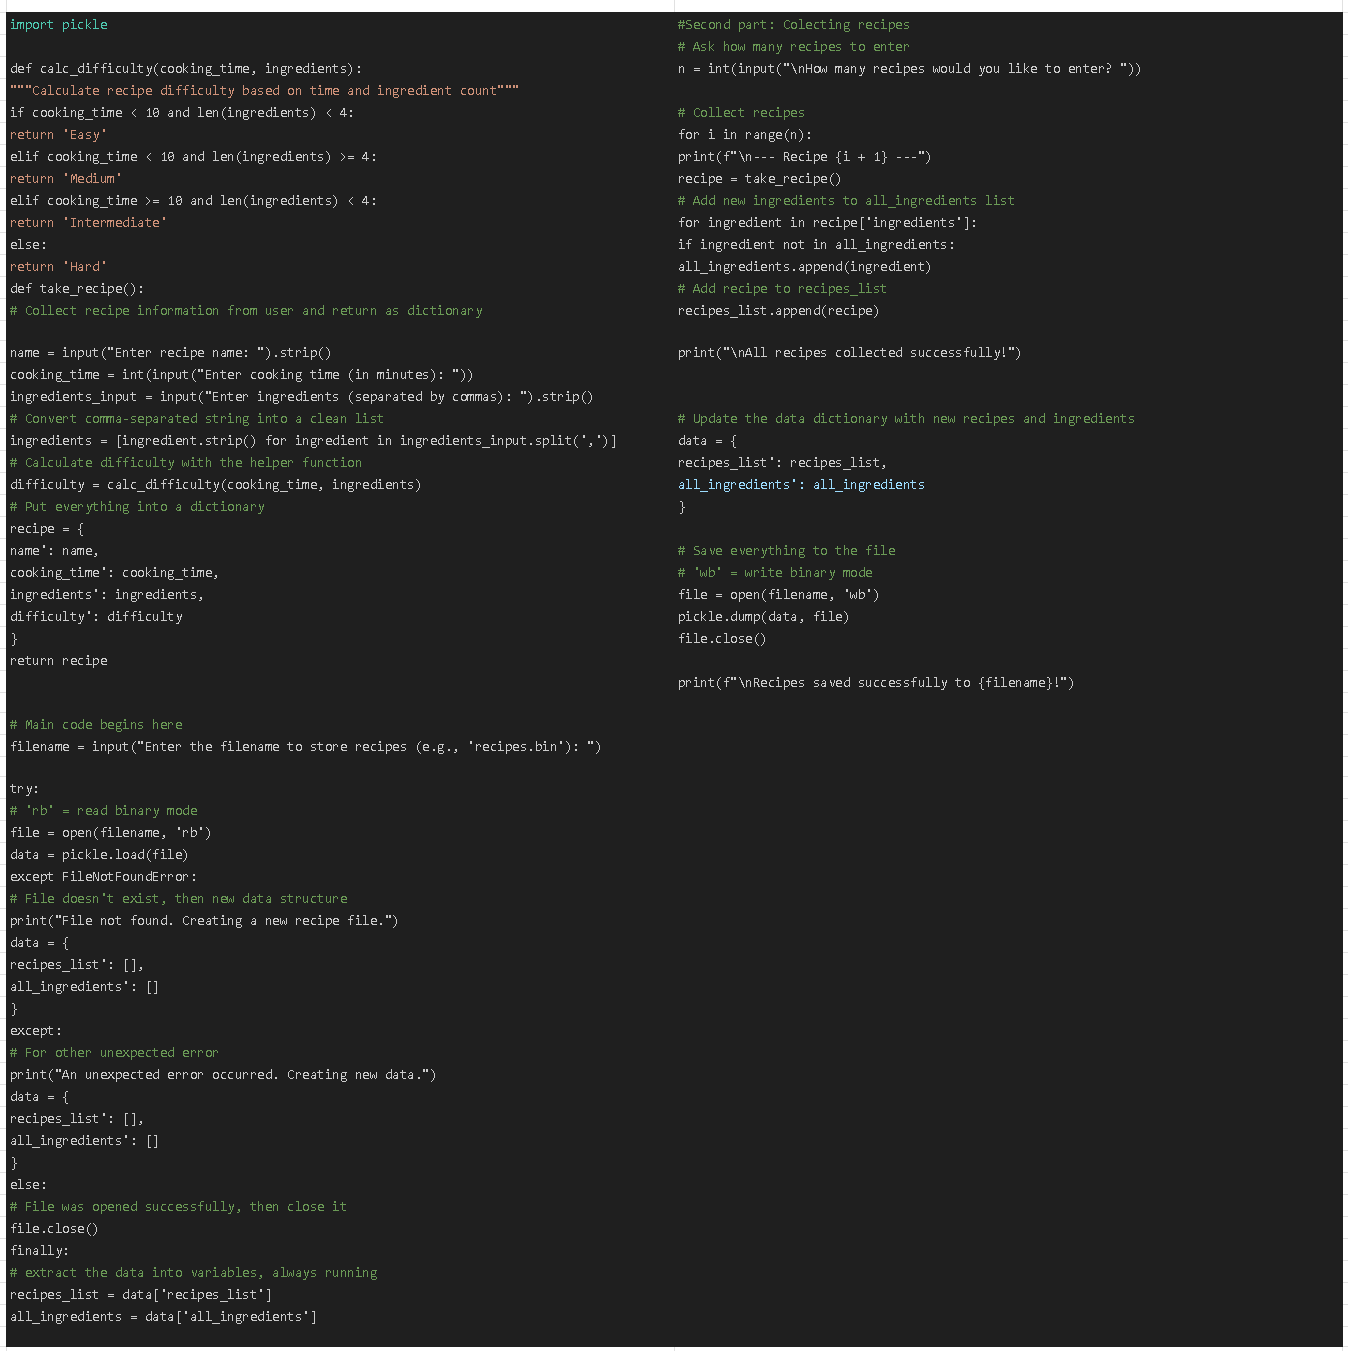 import pickle
def calc_difficulty(cooking_time, ingredients):
"""Calculate recipe difficulty based on time and ingredient count"""
if cooking_time < 10 and len(ingredients) < 4:
return 'Easy'
elif cooking_time < 10 and len(ingredients) >= 4:
return 'Medium'
elif cooking_time >= 10 and len(ingredients) < 4:
return 'Intermediate'
else:
return 'Hard'
def take_recipe():
# Collect recipe information from user and return as dictionary
name = input("Enter recipe name: ").strip()
cooking_time = int(input("Enter cooking time (in minutes): "))
ingredients_input = input("Enter ingredients (separated by commas): ").strip()
# Convert comma-separated string into a clean list
ingredients = [ingredient.strip() for ingredient in ingredients_input.split(',')]
# Calculate difficulty with the helper function
difficulty = calc_difficulty(cooking_time, ingredients)
# Put everything into a dictionary
recipe = {
name': name,
cooking_time': cooking_time,
ingredients': ingredients,
difficulty': difficulty
}
return recipe
# Main code begins here
filename = input("Enter the filename to store recipes (e.g., 'recipes.bin'): ")
try:
# 'rb' = read binary mode
file = open(filename, 'rb')
data = pickle.load(file)
except FileNotFoundError:
# File doesn't exist, then new data structure
print("File not found. Creating a new recipe file.")
data = {
recipes_list': [],
all_ingredients': []
}
except:
# For other unexpected error
print("An unexpected error occurred. Creating new data.")
data = {
recipes_list': [],
all_ingredients': []
}
else:
# File was opened successfully, then close it
file.close()
finally:
# extract the data into variables, always running
recipes_list = data['recipes_list']
all_ingredients = data['all_ingredients']
#Second part: Colecting recipes
# Ask how many recipes to enter
n = int(input("\nHow many recipes would you like to enter? "))
# Collect recipes
for i in range(n):
print(f"\n--- Recipe {i + 1} ---")
recipe = take_recipe()
# Add new ingredients to all_ingredients list
for ingredient in recipe['ingredients']:
if ingredient not in all_ingredients:
all_ingredients.append(ingredient)
# Add recipe to recipes_list
recipes_list.append(recipe)
print("\nAll recipes collected successfully!")
# Update the data dictionary with new recipes and ingredients
data = {
recipes_list': recipes_list,
all_ingredients': all_ingredients
}
# Save everything to the file
# 'wb' = write binary mode
file = open(filename, 'wb')
pickle.dump(data, file)
file.close()
print(f"\nRecipes saved successfully to {filename}!")